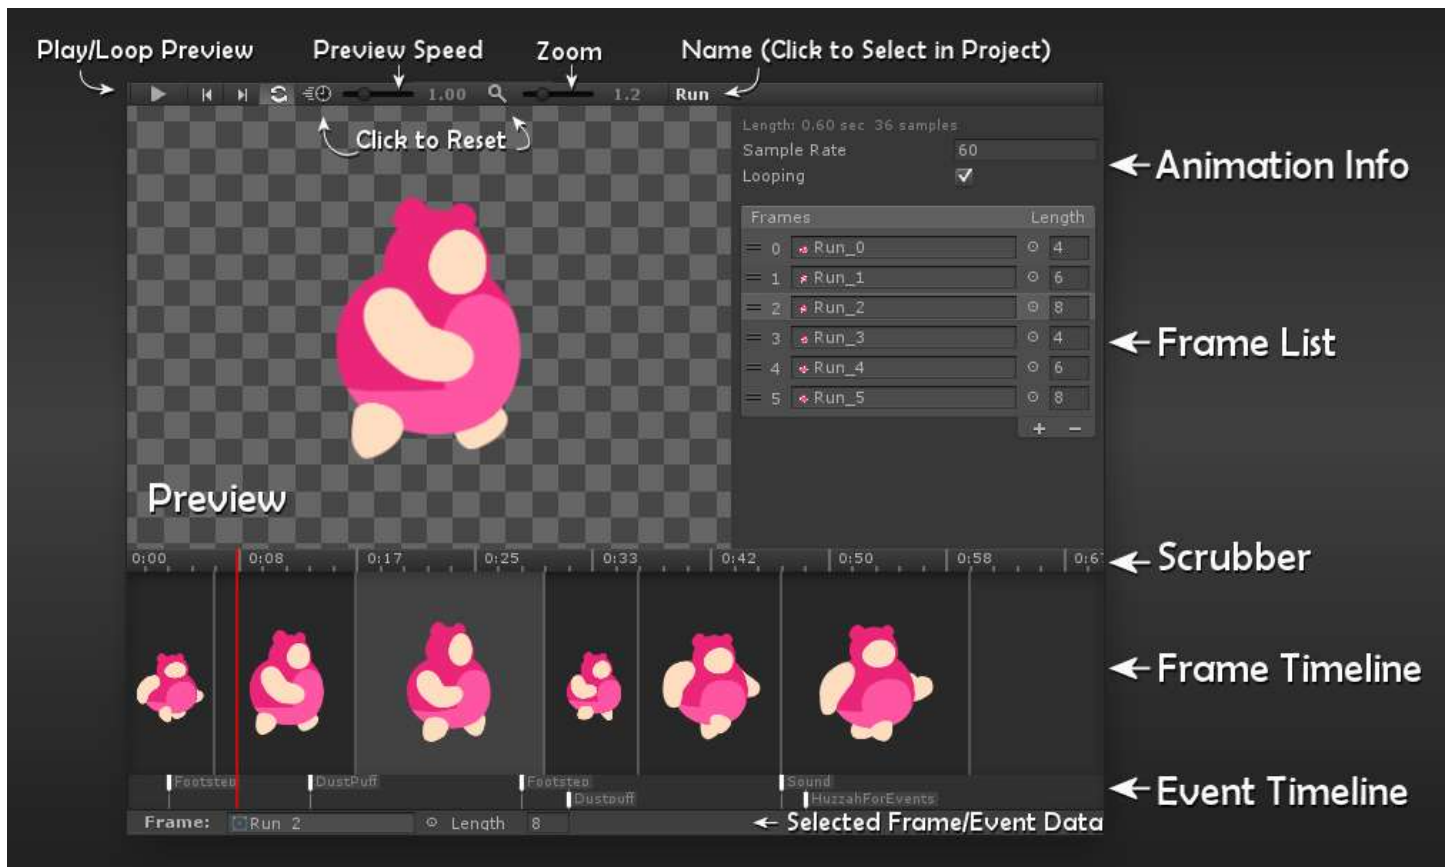 Play/Loop Preview
Preview Speed
Zoom
Name (Click to Select in Project)
1.00
1.2
Run
Click to Reset
Length: 0.60 sec 36 samples
Sample Rate 60
Looping
Animation Info
Frames Length
0 Run_0 4
1 Run_1 6
2 Run_2 8
3 Run_3 4
4 Run_4 6
5 Run_5 8
+ −
Frame List
Preview
0:00 0:08 0:17 0:25 0:33 0:42 0:50 0:58
Scrubber
Frame Timeline
Footstep DustPuff Footstep Sound
Dustpuff HuzzahForEvents
Event Timeline
Frame: Run 2 Length 8
Selected Frame/Event Data